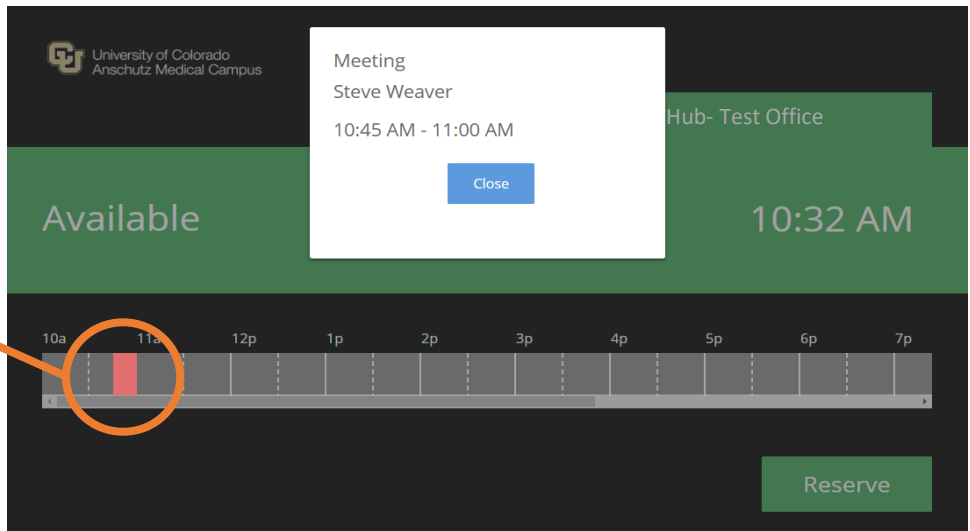 University of Colorado
Anschutz Medical Campus
Meeting
Steve Weaver
10:45 AM - 11:00 AM
Close
Hub- Test Office
Available
10:32 AM
10a 11a 12p 1p 2p 3p 4p 5p 6p 7p
Reserve